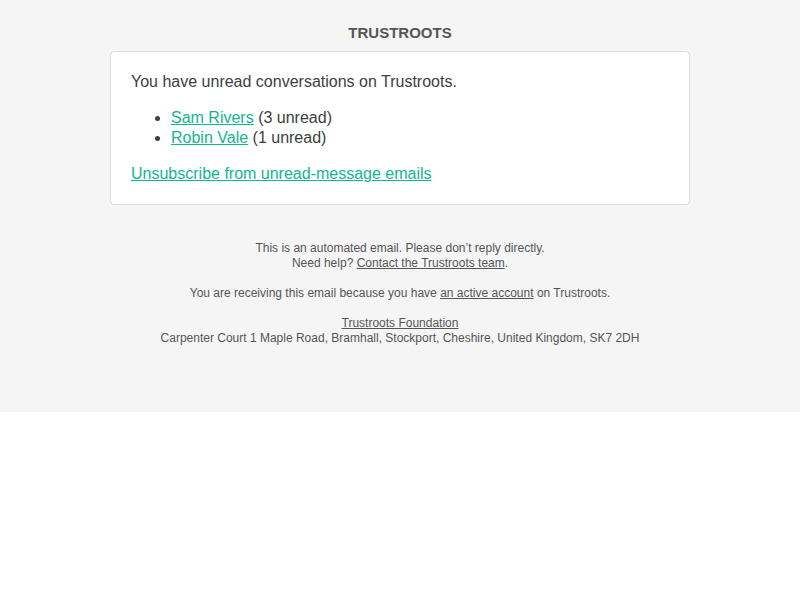 TRUSTROOTS
You have unread conversations on Trustroots.
• Sam Rivers (3 unread)
• Robin Vale (1 unread)
Unsubscribe from unread-message emails
This is an automated email. Please don’t reply directly.
Need help? Contact the Trustroots team.
You are receiving this email because you have an active account on Trustroots.
Trustroots Foundation
Carpenter Court 1 Maple Road, Bramhall, Stockport, Cheshire, United Kingdom, SK7 2DH